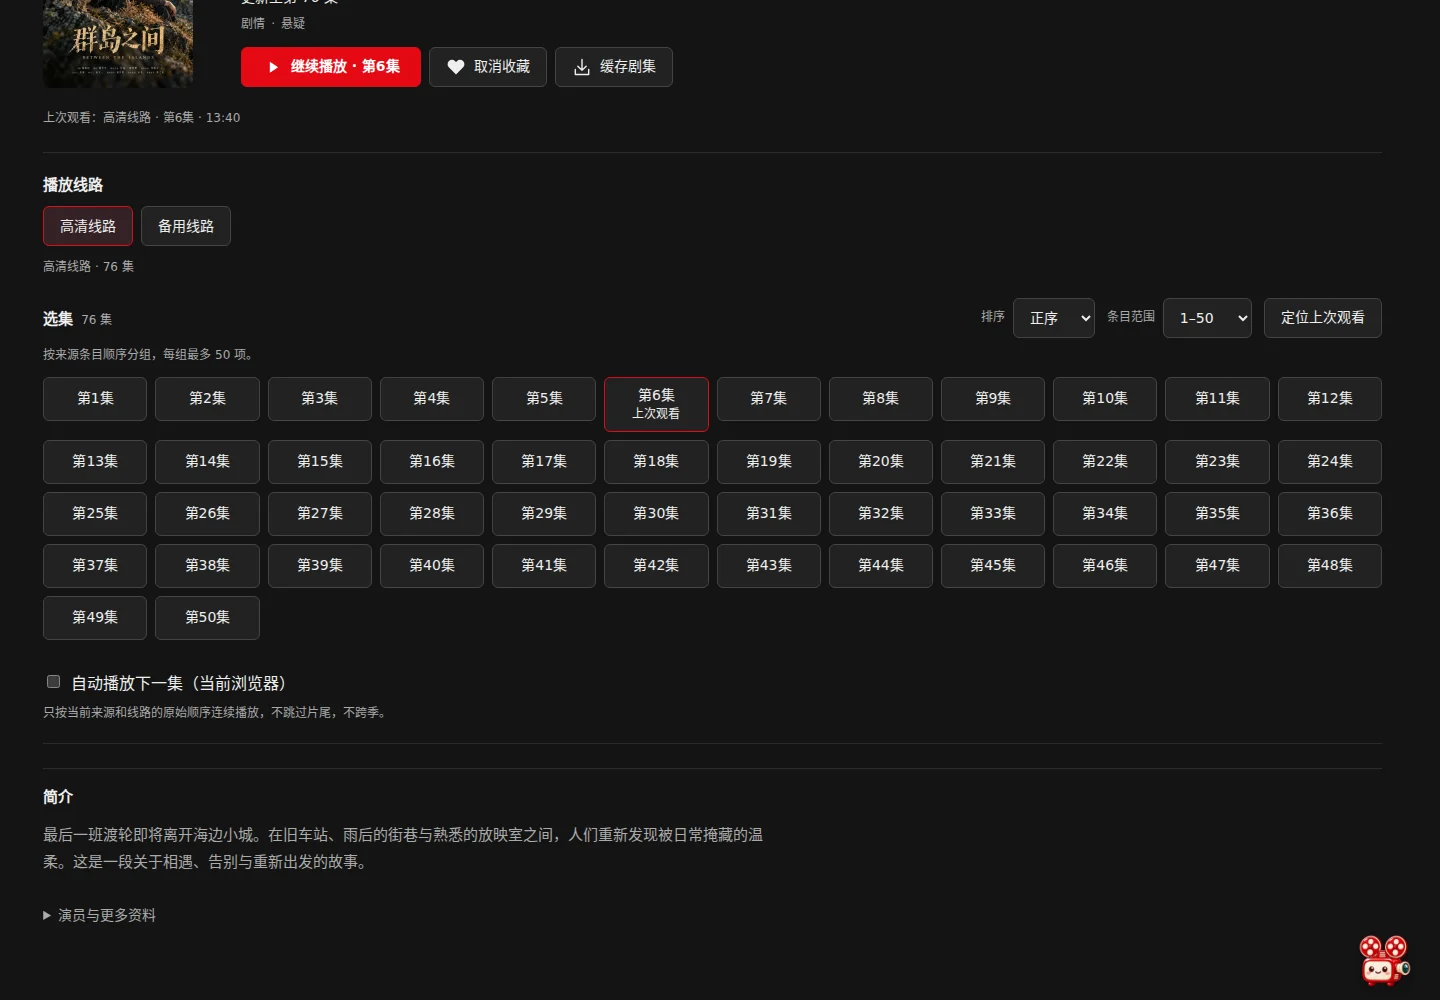 群岛之间
BETWEEN THE ISLANDS
剧情 · 悬疑
继续播放 · 第6集
取消收藏
缓存剧集
上次观看：高清线路 · 第6集 · 13:40
播放线路
高清线路
备用线路
高清线路 · 76 集
选集 76 集
排序 正序
条目范围 1–50
定位上次观看
按来源条目顺序分组，每组最多 50 项。
第1集 第2集 第3集 第4集 第5集 第6集 第7集 第8集 第9集 第10集 第11集 第12集
上次观看
第13集 第14集 第15集 第16集 第17集 第18集 第19集 第20集 第21集 第22集 第23集 第24集
第25集 第26集 第27集 第28集 第29集 第30集 第31集 第32集 第33集 第34集 第35集 第36集
第37集 第38集 第39集 第40集 第41集 第42集 第43集 第44集 第45集 第46集 第47集 第48集
第49集 第50集
自动播放下一集（当前浏览器）
只按当前来源和线路的原始顺序连续播放，不跳过片尾，不跨季。
简介
最后一班渡轮即将离开海边小城。在旧车站、雨后的街巷与熟悉的放映室之间，人们重新发现被日常掩藏的温
柔。这是一段关于相遇、告别与重新出发的故事。
演员与更多资料